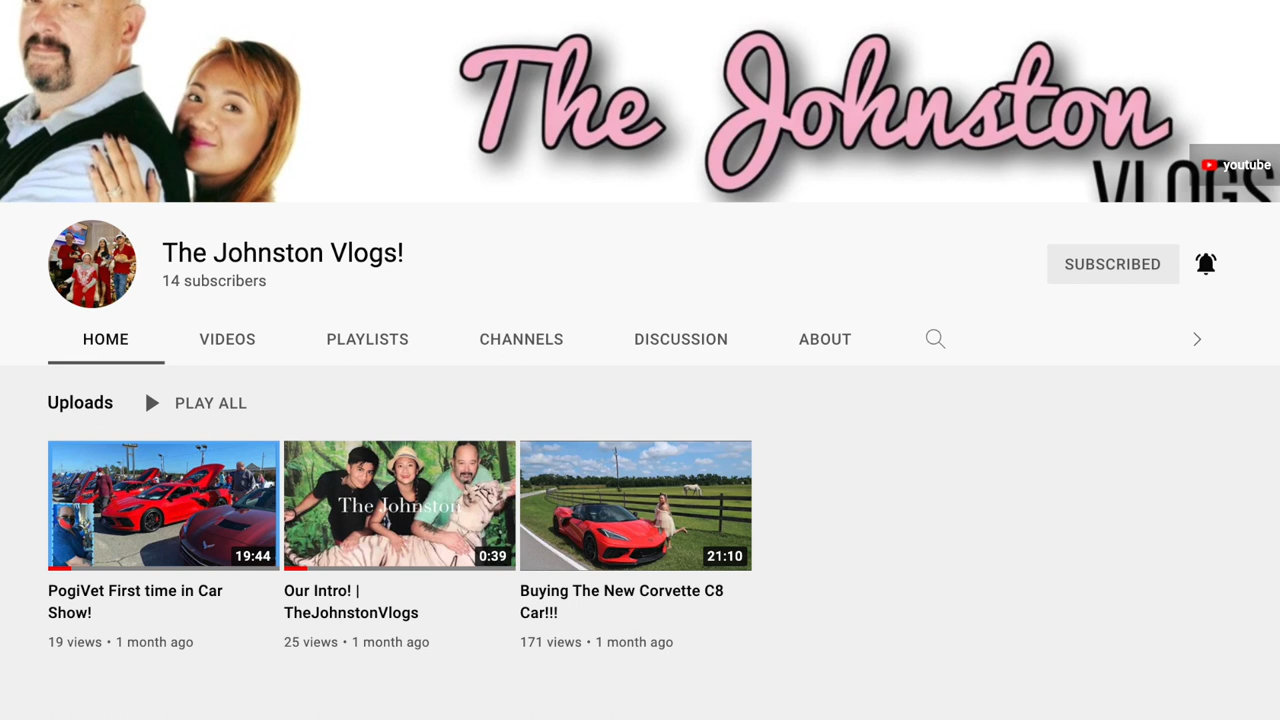 The Johnston
VLOGS
youtube
The Johnston Vlogs!
14 subscribers
SUBSCRIBED
HOME
VIDEOS
PLAYLISTS
CHANNELS
DISCUSSION
ABOUT
Uploads
PLAY ALL
19:44
PogiVet First time in Car
Show!
19 views • 1 month ago
The Johnston
0:39
Our Intro! |
TheJohnstonVlogs
25 views • 1 month ago
21:10
Buying The New Corvette C8
Car!!!
171 views • 1 month ago